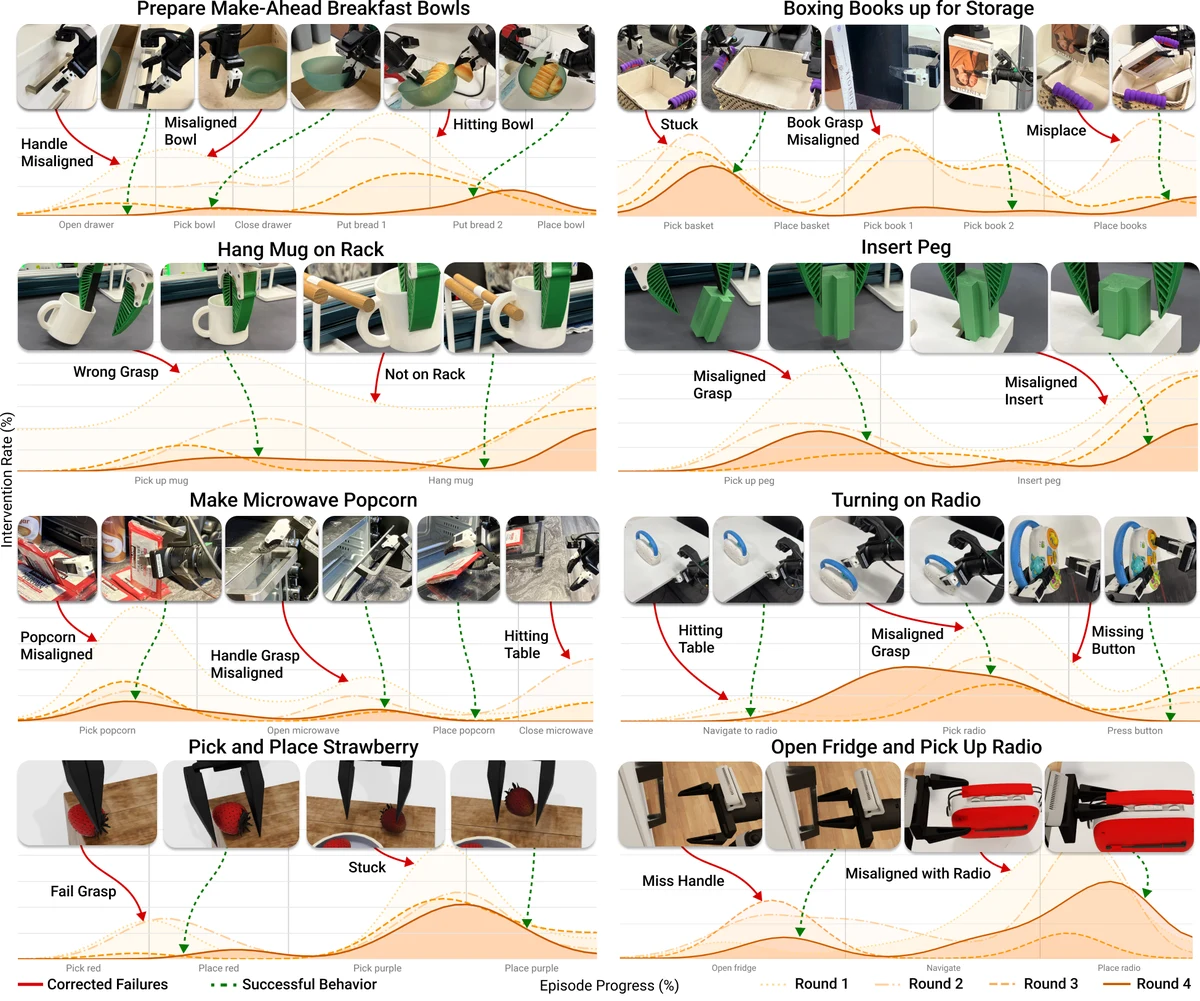 Prepare Make-Ahead Breakfast Bowls
Handle
Misaligned
Misaligned
Bowl
Hitting Bowl
Open drawer
Pick bowl
Close drawer
Put bread 1
Put bread 2
Place bowl
Boxing Books up for Storage
Stuck
Book Grasp
Misaligned
Misplace
Pick basket
Place basket
Pick book 1
Pick book 2
Place books
Hang Mug on Rack
Wrong Grasp
Not on Rack
Pick up mug
Hang mug
Insert Peg
Misaligned
Grasp
Misaligned
Insert
Pick up peg
Insert peg
Intervention Rate (%)
Make Microwave Popcorn
Popcorn
Misaligned
Handle Grasp
Misaligned
Hitting
Table
Pick popcorn
Open microwave
Place popcorn
Close microwave
Turning on Radio
Hitting
Table
Misaligned
Grasp
Missing
Button
Navigate to radio
Pick radio
Press button
Pick and Place Strawberry
Fail Grasp
Stuck
Pick red
Place red
Pick purple
Place purple
Open Fridge and Pick Up Radio
Miss Handle
Misaligned with Radio
Open fridge
Navigate
Place radio
Corrected Failures
Successful Behavior
Episode Progress (%)
Round 1
Round 2
Round 3
Round 4